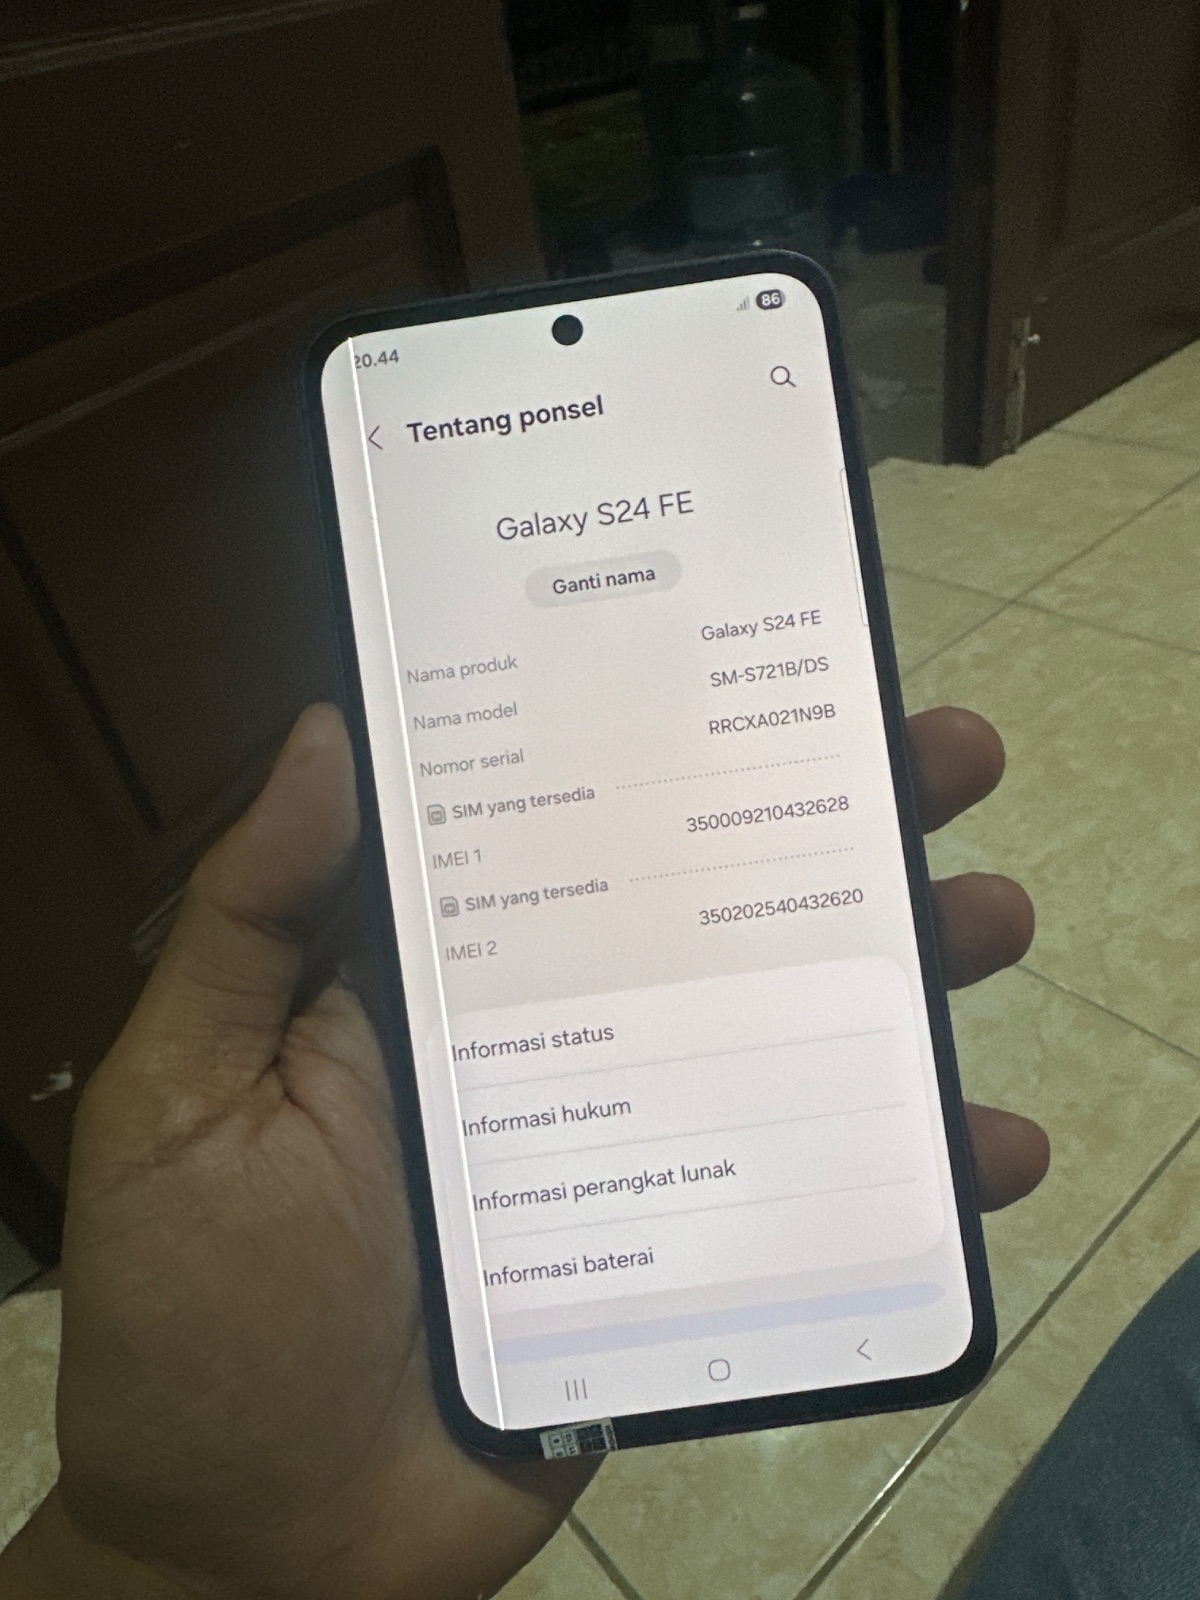 20.44
86
Tentang ponsel
Galaxy S24 FE
Ganti nama
Nama produk Galaxy S24 FE
Nama model SM-S721B/DS
Nomor serial RRCXA021N9B
SIM yang tersedia
IMEI 1 350009210432628
SIM yang tersedia
IMEI 2 350202540432620
Informasi status
Informasi hukum
Informasi perangkat lunak
Informasi baterai